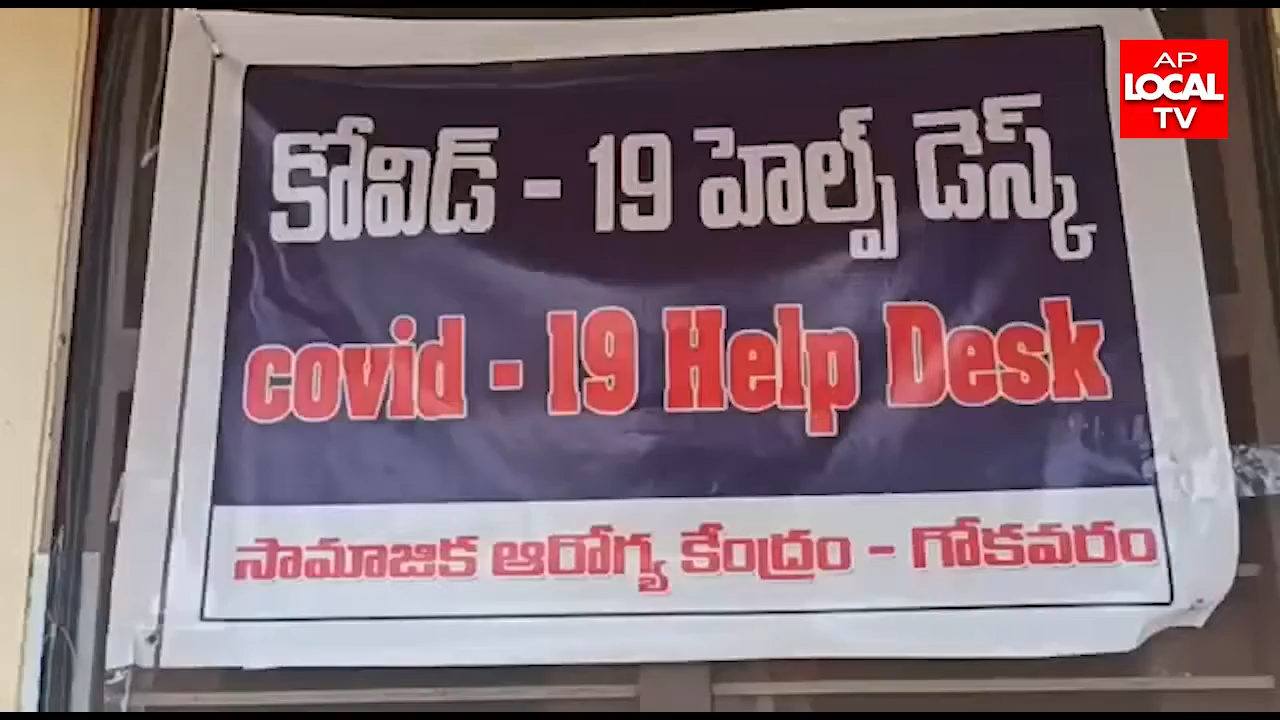 AP
LOCAL
TV
కోవిడ్ - 19 హెల్ప్ డెస్క్
covid - 19 Help Desk
సామాజిక ఆరోగ్య కేంద్రం - గోకవరం